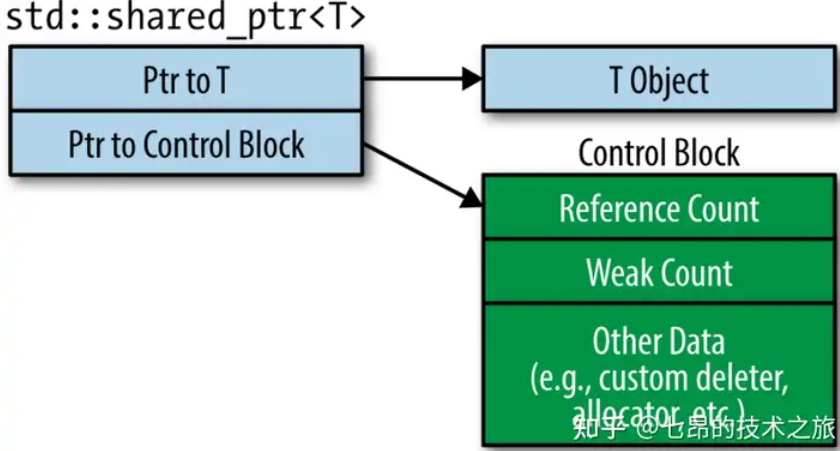 std::shared_ptr<T>
Ptr to T
T Object
Ptr to Control Block
Control Block
Reference Count
Weak Count
Other Data
(e.g., custom deleter,
allocator, etc.)
知乎 @七昂的技术之旅